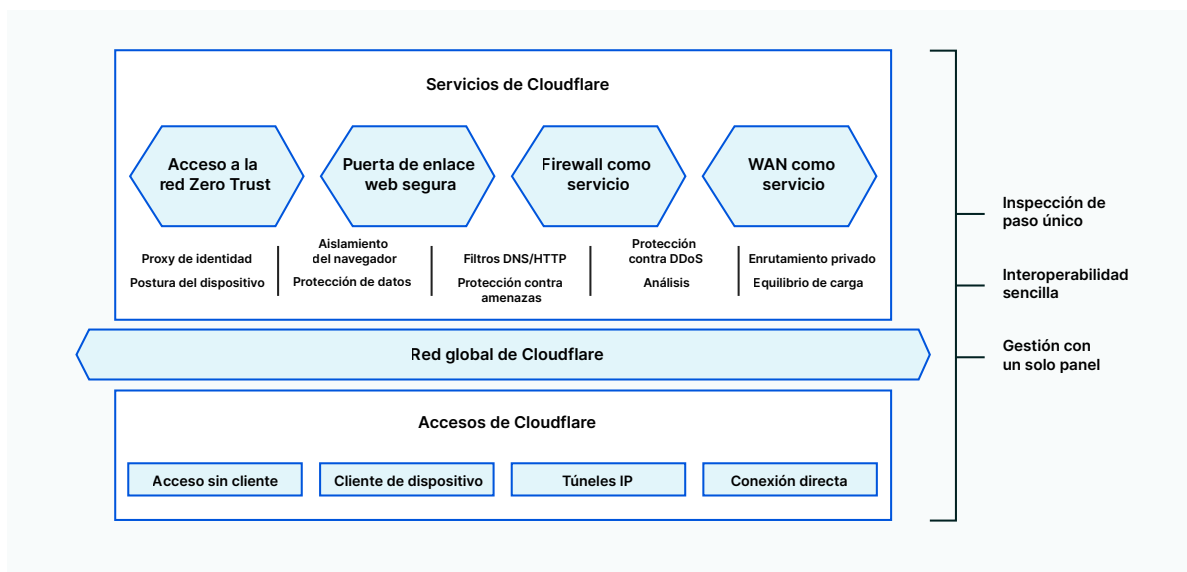 Servicios de Cloudflare
Acceso a la
red Zero Trust
Puerta de enlace
web segura
Firewall como
servicio
WAN como
servicio
Proxy de identidad
Postura del dispositivo
Aislamiento
del navegador
Protección de datos
Filtros DNS/HTTP
Protección contra
amenazas
Protección
contra DDoS
Análisis
Enrutamiento privado
Equilibrio de carga
Red global de Cloudflare
Accesos de Cloudflare
Acceso sin cliente
Cliente de dispositivo
Túneles IP
Conexión directa
Inspección de
paso único
Interoperabilidad
sencilla
Gestión con
un solo panel